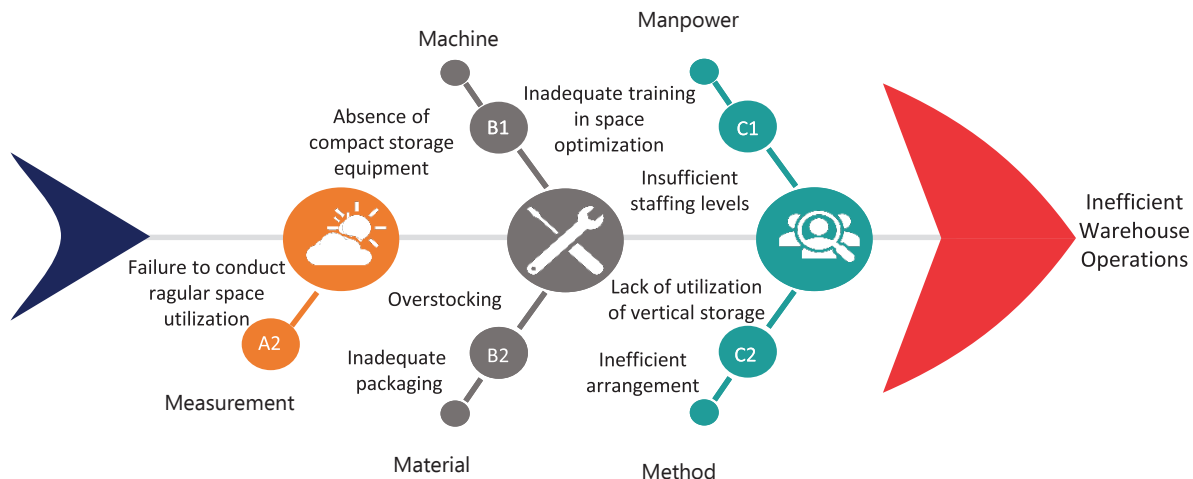 Manpower
Machine
Inadequate training
in space
optimization
Absence of
compact storage
equipment
B1
C1
Insufficient
staffing levels
Inefficient
Warehouse
Operations
Failure to conduct
ragular space
utilization
A2
Measurement
Overstocking
Inadequate
packaging
B2
Material
Lack of utilization
of vertical storage
Inefficient
arrangement
C2
Method